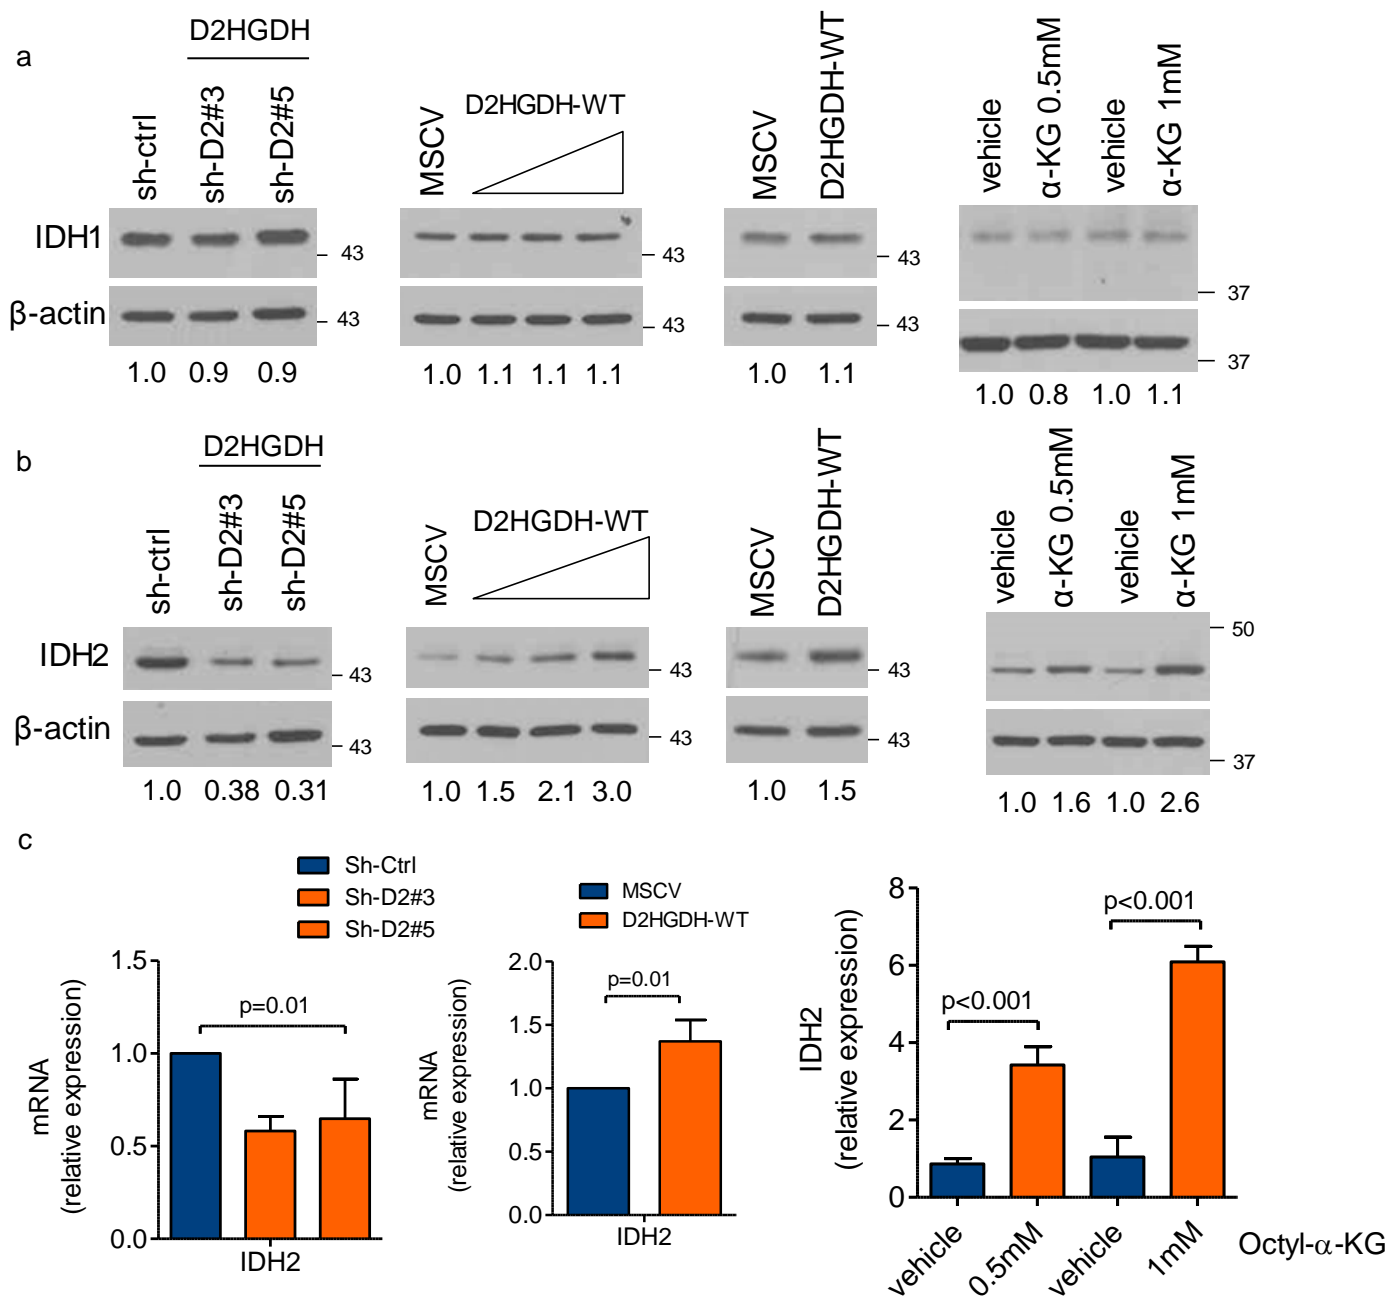 a
D2HGDH
sh-ctrl
sh-D2#3
sh-D2#5
MSCV
D2HGDH-WT
MSCV
D2HGDH-WT
vehicle
α-KG 0.5mM
vehicle
α-KG 1mM
IDH1
43
43
43
37
β-actin
43
43
43
37
1.0 0.9 0.9
1.0 1.1 1.1 1.1
1.0 1.1
1.0 0.8 1.0 1.1
b
D2HGDH
sh-ctrl
sh-D2#3
sh-D2#5
MSCV
D2HGDH-WT
MSCV
D2HGDH-WT
vehicle
α-KG 0.5mM
vehicle
α-KG 1mM
IDH2
43
43
43
50
β-actin
43
43
43
37
1.0 0.38 0.31
1.0 1.5 2.1 3.0
1.0 1.5
1.0 1.6 1.0 2.6
c
Sh-Ctrl
Sh-D2#3
Sh-D2#5
mRNA
(relative expression)
1.5
1.0
0.5
0.0
p=0.01
IDH2
MSCV
D2HGDH-WT
mRNA
(relative expression)
2.0
1.5
1.0
0.5
0.0
p=0.01
IDH2
IDH2
(relative expression)
8
6
4
2
0
p<0.001
p<0.001
vehicle
0.5mM
vehicle
1mM
Octyl-α-KG